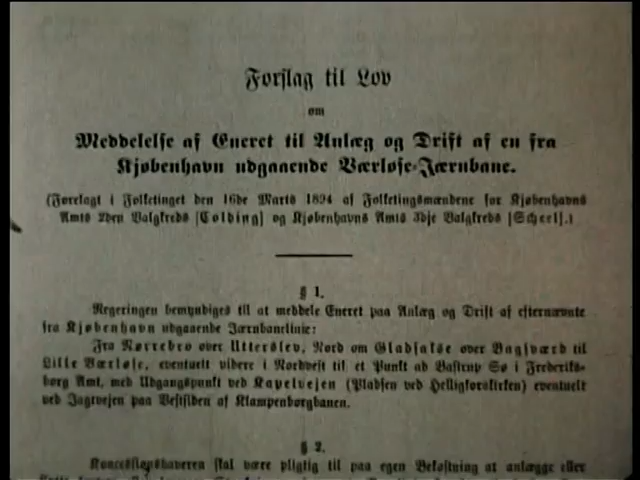 Forslag til Lov
om
Meddelelse af Eneret til Anlæg og Drift af en fra
Kjøbenhavn udgaaende Værløse-Jærnbane.
(Forelagt i Folketinget den 16de Marts 1894 af Folketingsmændene for Kjøbenhavns
Amts 2den Valgkreds [Colding] og Kjøbenhavns Amts 3dje Valgkreds [Scheel].)
§ 1.
Regeringen bemyndiges til at meddele Eneret paa Anlæg og Drift af efternævnte
fra Kjøbenhavn udgaaende Jærnbanelinie:
Fra Nørrebro over Utterslev, Nord om Gladsakse over Bagsværd til
Lille Værløse, eventuelt videre i Nordvest til et Punkt ad Bastrup Sø i Frederiks-
borg Amt, med Udgangspunkt ved Kapelvejen (Pladsen ved Helligkorskirken) eventuelt
ved Jagtvejen paa Vestsiden af Klampenborgbanen.
§ 2.
Koncessionshaveren skal være pligtig til paa egen Bekostning at anlægge eller